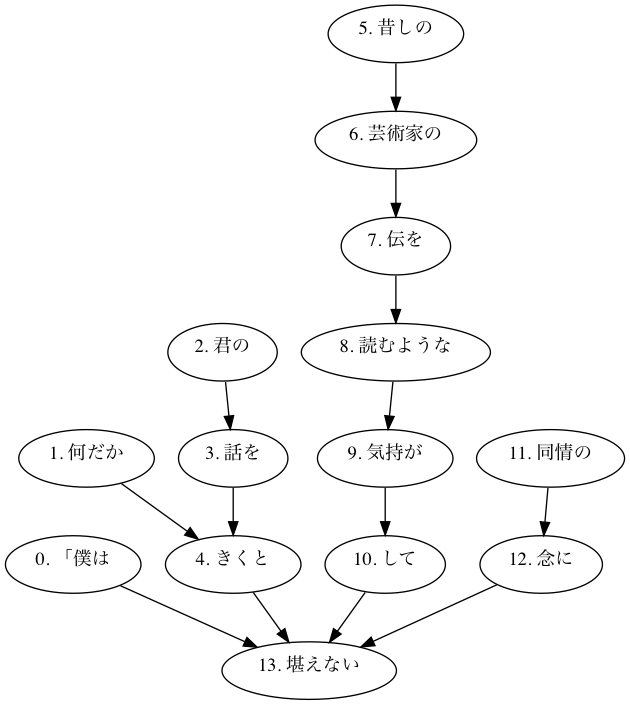 5. 昔しの
6. 芸術家の
7. 伝を
2. 君の
8. 読むような
1. 何だか
3. 話を
9. 気持が
11. 同情の
0. 「僕は
4. きくと
10. して
12. 念に
13. 堪えない